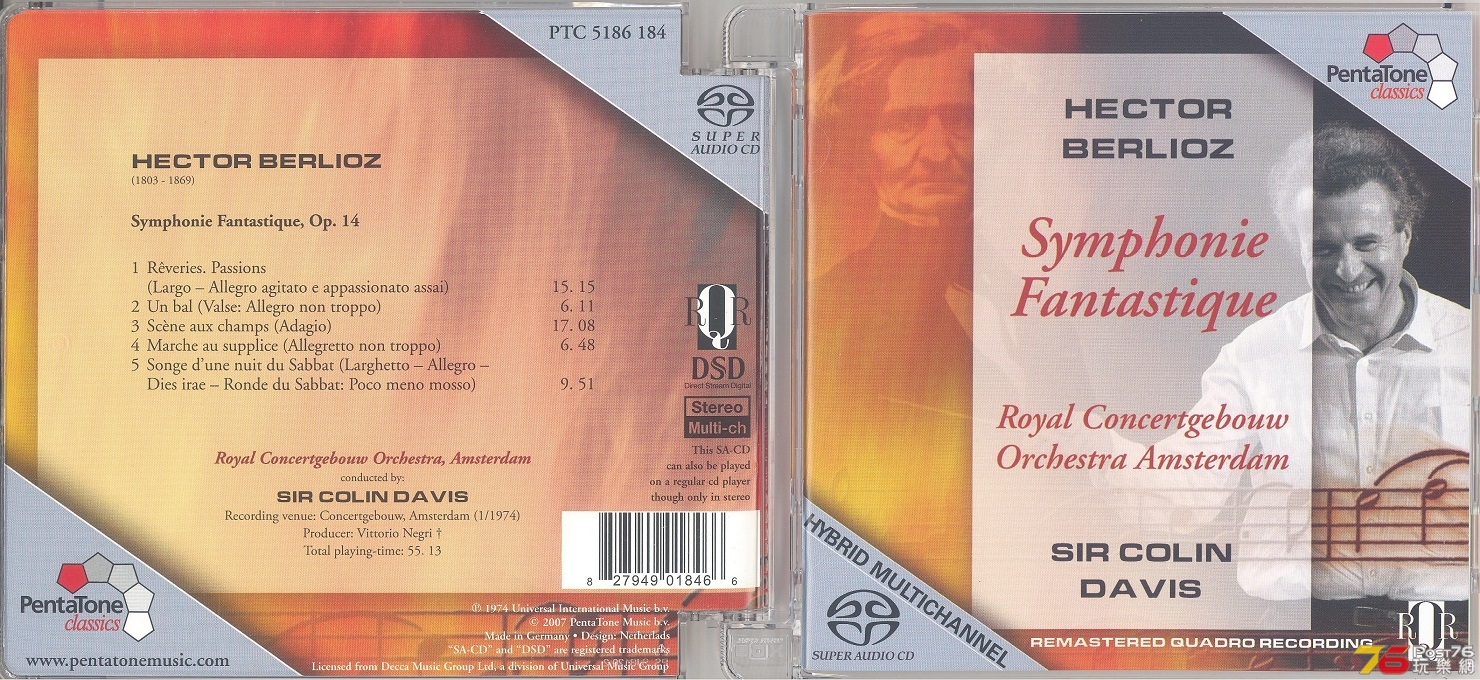 PTC 5186 184
SUPER
AUDIO CD
HECTOR BERLIOZ
(1803 - 1869)
Symphonie Fantastique, Op. 14
1 Rêveries. Passions
(Largo – Allegro agitato e appassionato assai) 15. 15
2 Un bal (Valse: Allegro non troppo) 6. 11
3 Scène aux champs (Adagio) 17. 08
4 Marche au supplice (Allegretto non troppo) 6. 48
5 Songe d'une nuit du Sabbat (Larghetto – Allegro –
Dies irae – Ronde du Sabbat: Poco meno mosso) 9. 51
RQR
DSD
Direct Stream Digital
Stereo
Multi-ch
This SA-CD
can also be played
on a regular cd player
though only in stereo
Royal Concertgebouw Orchestra, Amsterdam
conducted by:
SIR COLIN DAVIS
Recording venue: Concertgebouw, Amsterdam (1/1974)
Producer: Vittorio Negri †
Total playing-time: 55. 13
8 27949 01846 6
PentaTone
classics
www.pentatonemusic.com
℗ 1974 Universal International Music b.v.
© 2007 PentaTone Music b.v.
Made in Germany • Design: Netherlads
"SA-CD" and "DSD" are registered trademarks
Licensed from Decca Music Group Ltd, a division of Universal Music Group
PentaTone
classics
HECTOR
BERLIOZ
Symphonie
Fantastique
Royal Concertgebouw
Orchestra Amsterdam
SIR COLIN
DAVIS
HYBRID MULTICHANNEL
SUPER AUDIO CD
REMASTERED QUADRO RECORDING
RQR
76 Post76
玩樂網